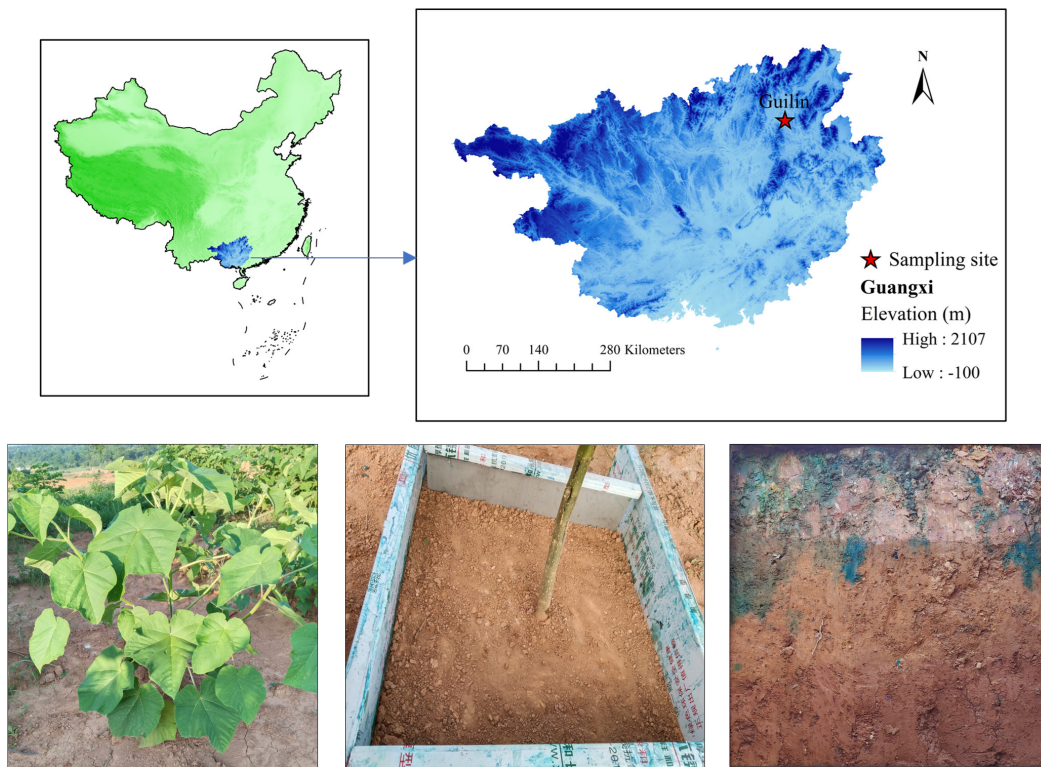 N
Guilin
Sampling site
Guangxi
Elevation (m)
High : 2107
Low : -100
0 70 140 280 Kilometers